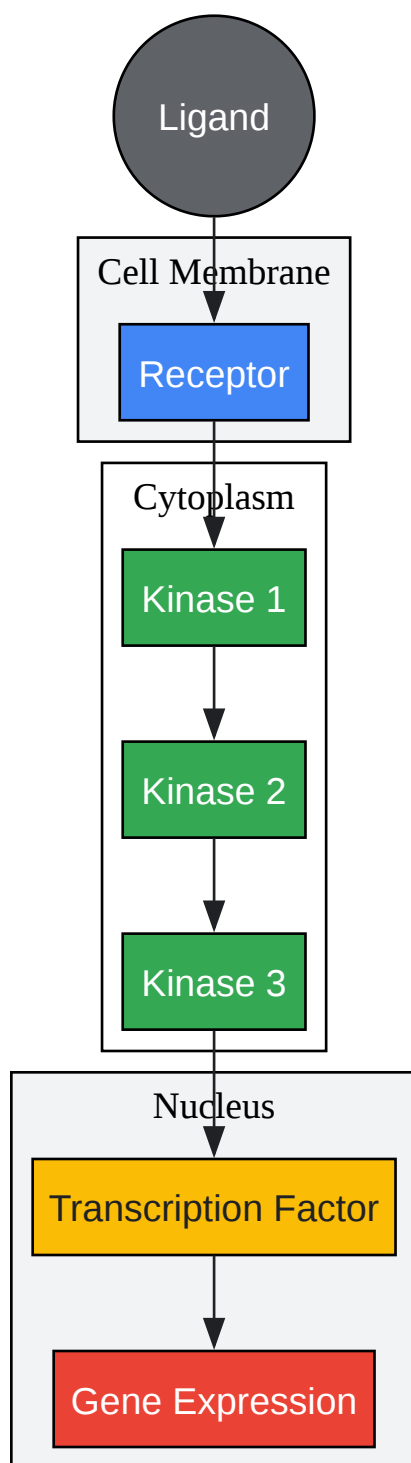 Ligand
Cell Membrane
Receptor
Cytoplasm
Kinase 1
Kinase 2
Kinase 3
Nucleus
Transcription Factor
Gene Expression